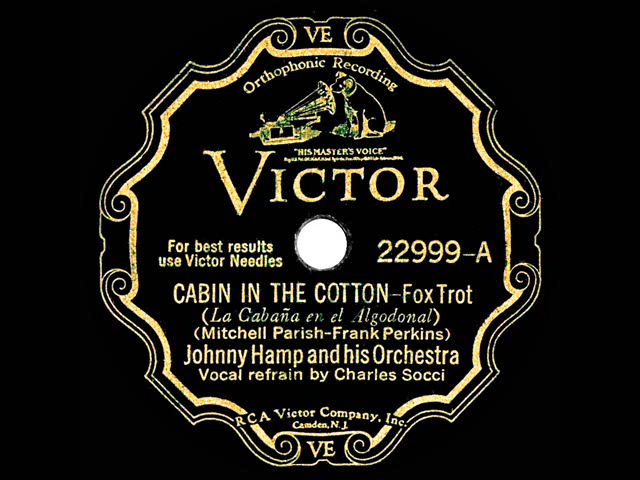 VE
Orthophonic Recording
"HIS MASTER'S VOICE"
VICTOR
For best results
use Victor Needles
22999-A
CABIN IN THE COTTON-Fox Trot
(La Cabaña en el Algodonal)
(Mitchell Parish-Frank Perkins)
Johnny Hamp and his Orchestra
Vocal refrain by Charles Socci
RCA Victor Company, Inc.
Camden, N.J.
VE